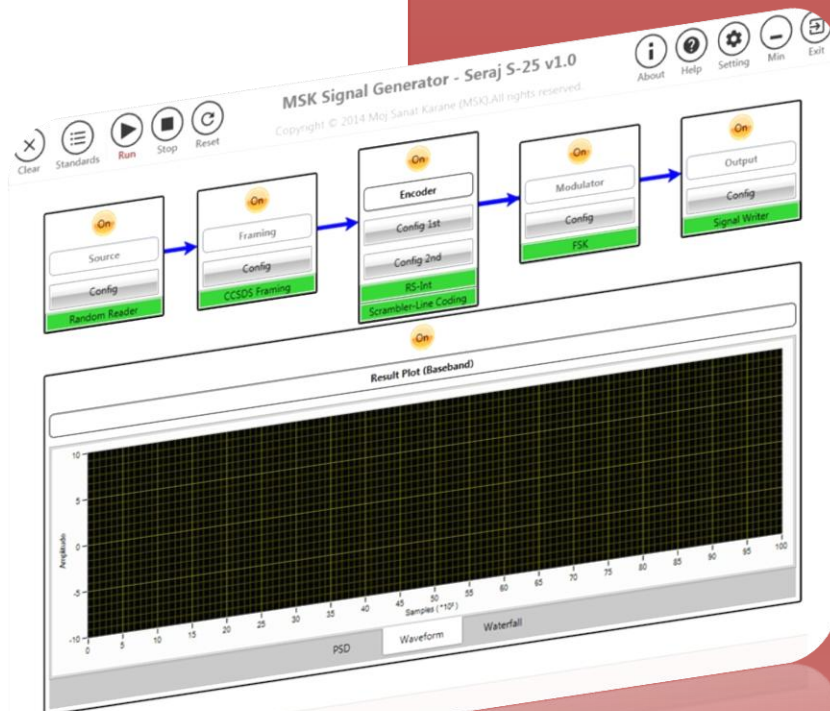 MSK Signal Generator - Seraj S-25 v1.0
Copyright © 2014 Moj Sanat Karane (MSK).All rights reserved.
Clear
Standards
Run
Stop
Reset
About
Help
Setting
Min
Exit
On
Source
Config
Random Reader
On
Framing
Config
CCSDS Framing
On
Encoder
Config 1st
Config 2nd
RS-Int
Scrambler-Line Coding
On
Modulator
Config
FSK
On
Output
Config
Signal Writer
On
Result Plot (Baseband)
Amplitude
10
5
0
-5
-10
0 5 10 15 20 25 30 35 40 45 50 55 60 65 70 75 80 85 90 95 100
PSD
Waveform
Waterfall